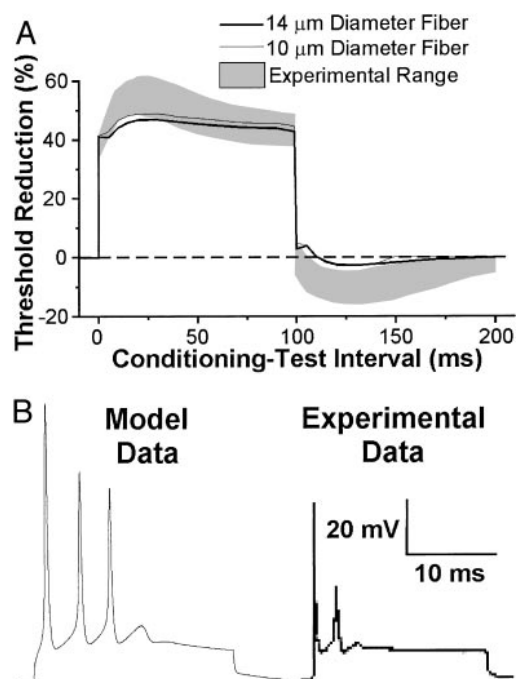 A
14 μm Diameter Fiber
10 μm Diameter Fiber
Experimental Range
Threshold Reduction (%)
60
40
20
0
-20
0
50
100
150
200
Conditioning-Test Interval (ms)
B
Model
Data
Experimental
Data
20 mV
10 ms